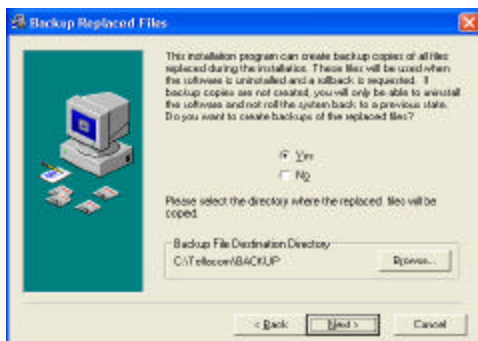 Backup Replaced Files
This installation program can create backup copies of all files
replaced during the installation. These files will be used when
the software is uninstalled and a rollback is requested. If
backup copies are not created, you will only be able to uninstall
the software and not roll the system back to a previous state.
Do you want to create backups of the replaced files?
Yes
No
Please select the directory where the replaced files will be
copied.
Backup File Destination Directory
C:\Tellacom\BACKUP
Browse...
< Back
Next >
Cancel